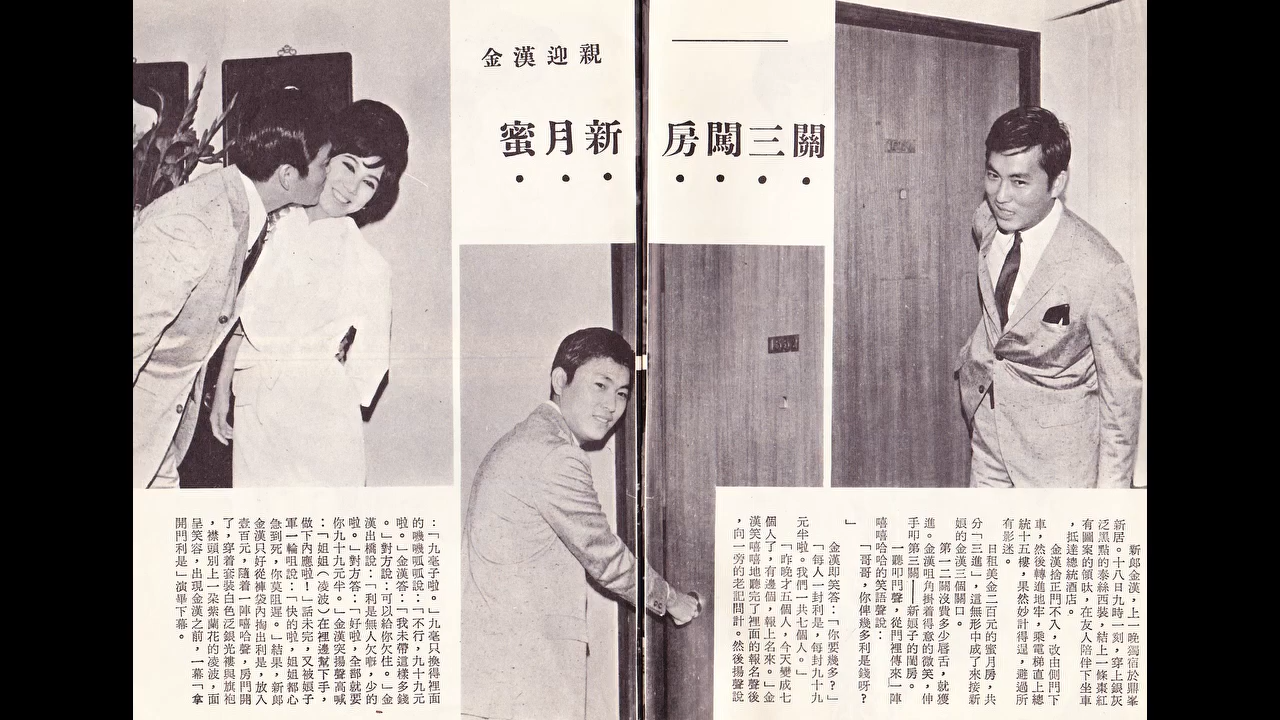 金漢迎親
蜜月新房闖三關
新郎金漢，上一晚獨宿於鼎峯
新居。十八日九時一刻，穿上銀灰
泛黑點的泰絲西裝，結上一條棗紅
有圖案的領呔，在友人陪伴下坐車
，抵達總統酒店。
金漢捨正門不入，改由側門下
車，然後轉進地牢，乘電梯直上總
統十五樓，果然妙計得逞，避過所
有影迷。
日租美金二百元的蜜月房，共
分「三進」，這無形中成了來接新
娘的金漢三個關口。
第一二關沒費多少唇舌，就獲
進。金漢咀角掛着得意的微笑，伸
手叩第三關——新娘子的閨房。
一聽叩門聲，從門裡傳來一陣
嘻嘻哈哈的笑語聲說：
「哥哥，你俾幾多利是錢呀？
」
金漢即笑答：「你要幾多？」
「每人一封利是，每封九十九
元半啦。我們一共七個人。」
「昨晚才五個人，今天變成七
個人了，有邊個，報上名來。」金
漢笑嘻嘻地聽完了裡面的報名聲後
，向一旁的老記問計。然後揚聲說
：「九毫子啦。」九毫只換得裡面
的嘰嘰呱呱說：「不行，九十九元
啦。」金漢答：「我未帶這樣多錢
。」對方說：「可以給你欠住。」金
漢出橋說：「利是無人欠嘢，少的
啦。」對方答：「好啦，全部就要
你九十九元半。」金漢突揚聲高喊
：「姐姐（凌波）在裡邊幫下手，
做下內應啦！」話未完，又被娘子
軍一輪咀說：「快的啦，姐姐都心
急到死，你莫阻遲。」結果，新郎
金漢只好從褲袋內掏出利是，放入
壹百元，隨着一陣嘻哈聲，房門開
了，穿着套裝白色泛銀光褸與旗袍
，襟頭別上一朵紫蘭花的凌波，面
呈笑容，出現金漢之前，一幕「拿
開門利是」演畢下幕。